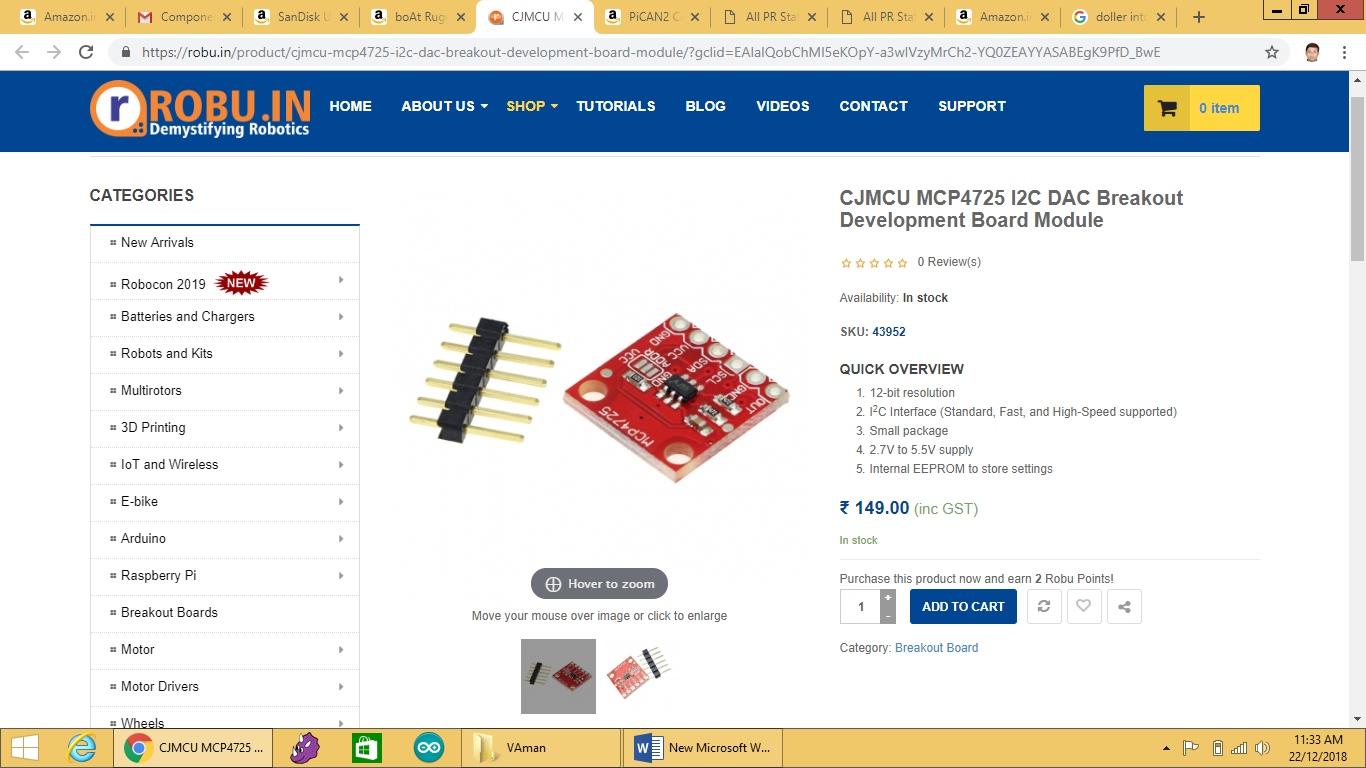 Amazon.i
Compone
SanDisk U
boAt Rug
CJMCU M
PiCAN2 C
All PR Sta
All PR Sta
Amazon.i
doller int
https://robu.in/product/cjmcu-mcp4725-i2c-dac-breakout-development-board-module/?gclid=EAIaIQobChMI5eKOpY-a3wIVzyMrCh2-YQ0ZEAYYASABEgK9PfD_BwE
r ROBU.IN
Demystifying Robotics
HOME ABOUT US SHOP TUTORIALS BLOG VIDEOS CONTACT SUPPORT
0 item
CATEGORIES
New Arrivals
Robocon 2019 NEW
Batteries and Chargers
Robots and Kits
Multirotors
3D Printing
IoT and Wireless
E-bike
Arduino
Raspberry Pi
Breakout Boards
Motor
Motor Drivers
Wheels
GND
VCC
SDA
SCL
GND
OUT
VCC
ADDR
GND
MCP4725
Hover to zoom
Move your mouse over image or click to enlarge
CJMCU MCP4725 I2C DAC Breakout
Development Board Module
0 Review(s)
Availability: In stock
SKU: 43952
QUICK OVERVIEW
1. 12-bit resolution
2. I2C Interface (Standard, Fast, and High-Speed supported)
3. Small package
4. 2.7V to 5.5V supply
5. Internal EEPROM to store settings
₹ 149.00 (inc GST)
In stock
Purchase this product now and earn 2 Robu Points!
1 + - ADD TO CART
Category: Breakout Board
CJMCU MCP4725 ...
VAman
New Microsoft W...
11:33 AM
22/12/2018